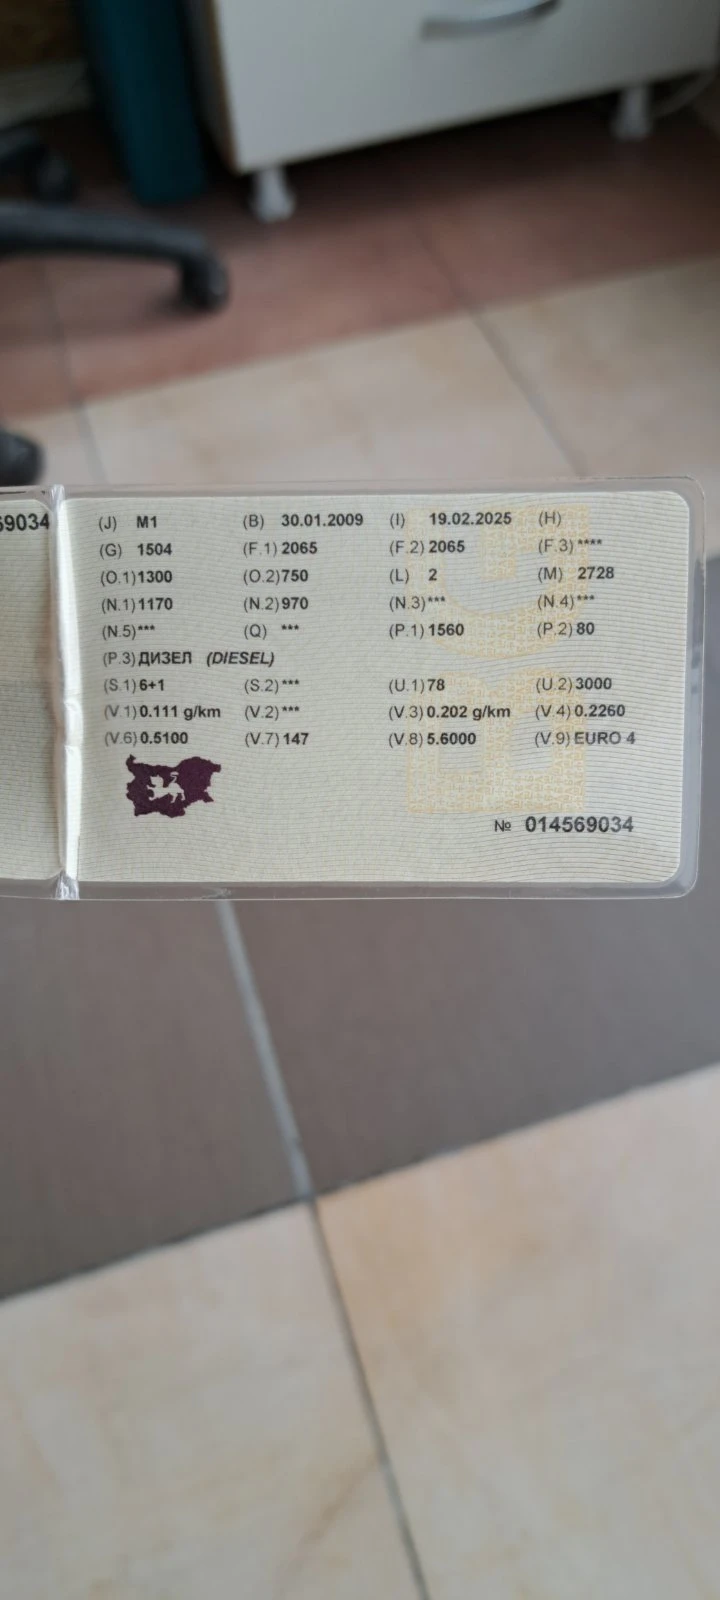 69034
(J) M1 (B) 30.01.2009 (I) 19.02.2025 (H)
(G) 1504 (F.1) 2065 (F.2) 2065 (F.3) ****
(O.1) 1300 (O.2) 750 (L) 2 (M) 2728
(N.1) 1170 (N.2) 970 (N.3) *** (N.4) ***
(N.5) *** (Q) *** (P.1) 1560 (P.2) 80
(P.3) ДИЗЕЛ (DIESEL)
(S.1) 6+1 (S.2) *** (U.1) 78 (U.2) 3000
(V.1) 0.111 g/km (V.2) *** (V.3) 0.202 g/km (V.4) 0.2260
(V.6) 0.5100 (V.7) 147 (V.8) 5.6000 (V.9) EURO 4
№ 014569034